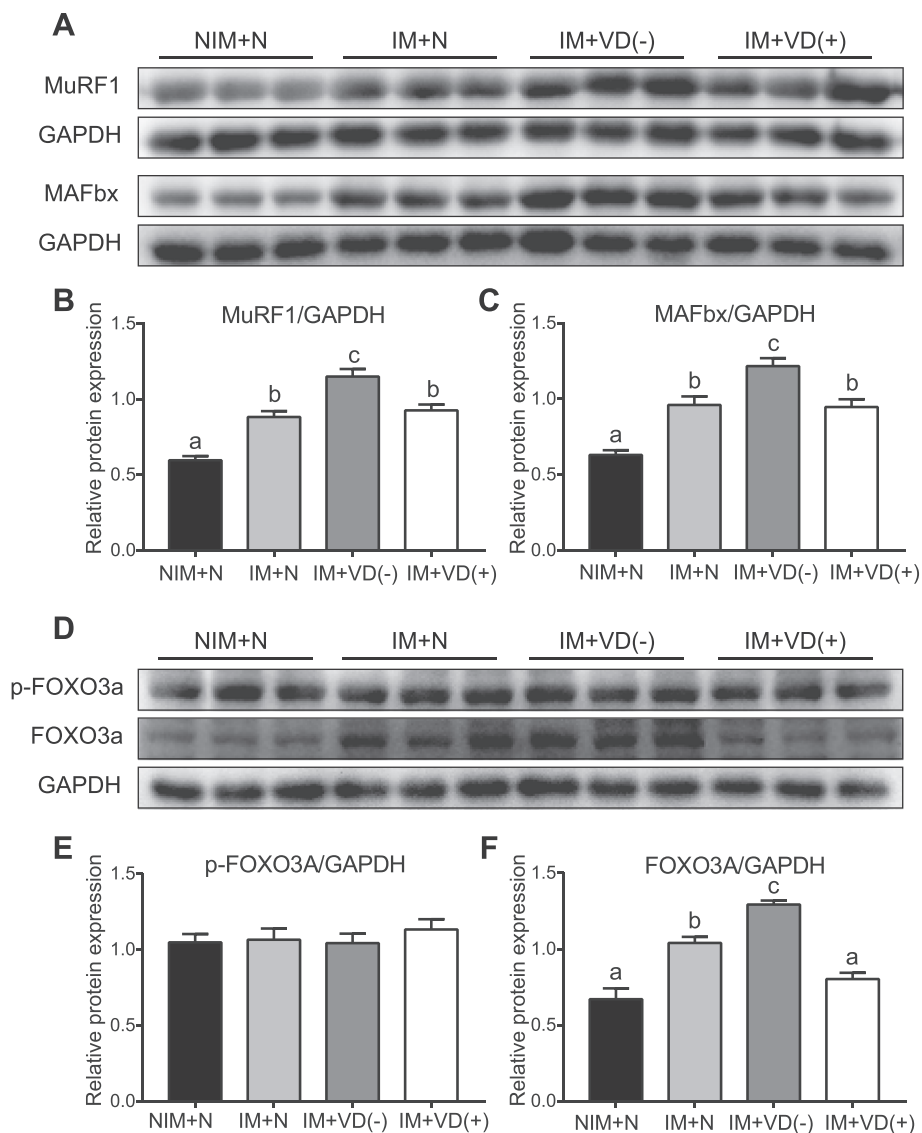 A
NIM+N IM+N IM+VD(-) IM+VD(+)
MuRF1
GAPDH
MAFbx
GAPDH
B
MuRF1/GAPDH
Relative protein expression
1.5
1.0
0.5
0.0
a
b
c
b
NIM+N IM+N IM+VD(-) IM+VD(+)
C
MAFbx/GAPDH
Relative protein expression
1.5
1.0
0.5
0.0
a
b
c
b
NIM+N IM+N IM+VD(-) IM+VD(+)
D
NIM+N IM+N IM+VD(-) IM+VD(+)
p-FOXO3a
FOXO3a
GAPDH
E
p-FOXO3A/GAPDH
Relative protein expression
1.5
1.0
0.5
0.0
NIM+N IM+N IM+VD(-) IM+VD(+)
F
FOXO3A/GAPDH
Relative protein expression
1.5
1.0
0.5
0.0
a
b
c
a
NIM+N IM+N IM+VD(-) IM+VD(+)